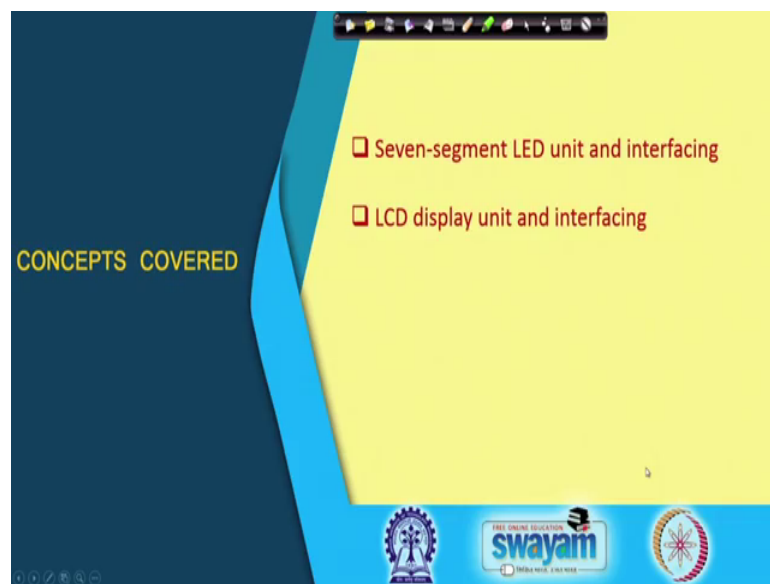 CONCEPTS COVERED
❑ Seven-segment LED unit and interfacing
❑ LCD display unit and interfacing
FREE ONLINE EDUCATION
swayam